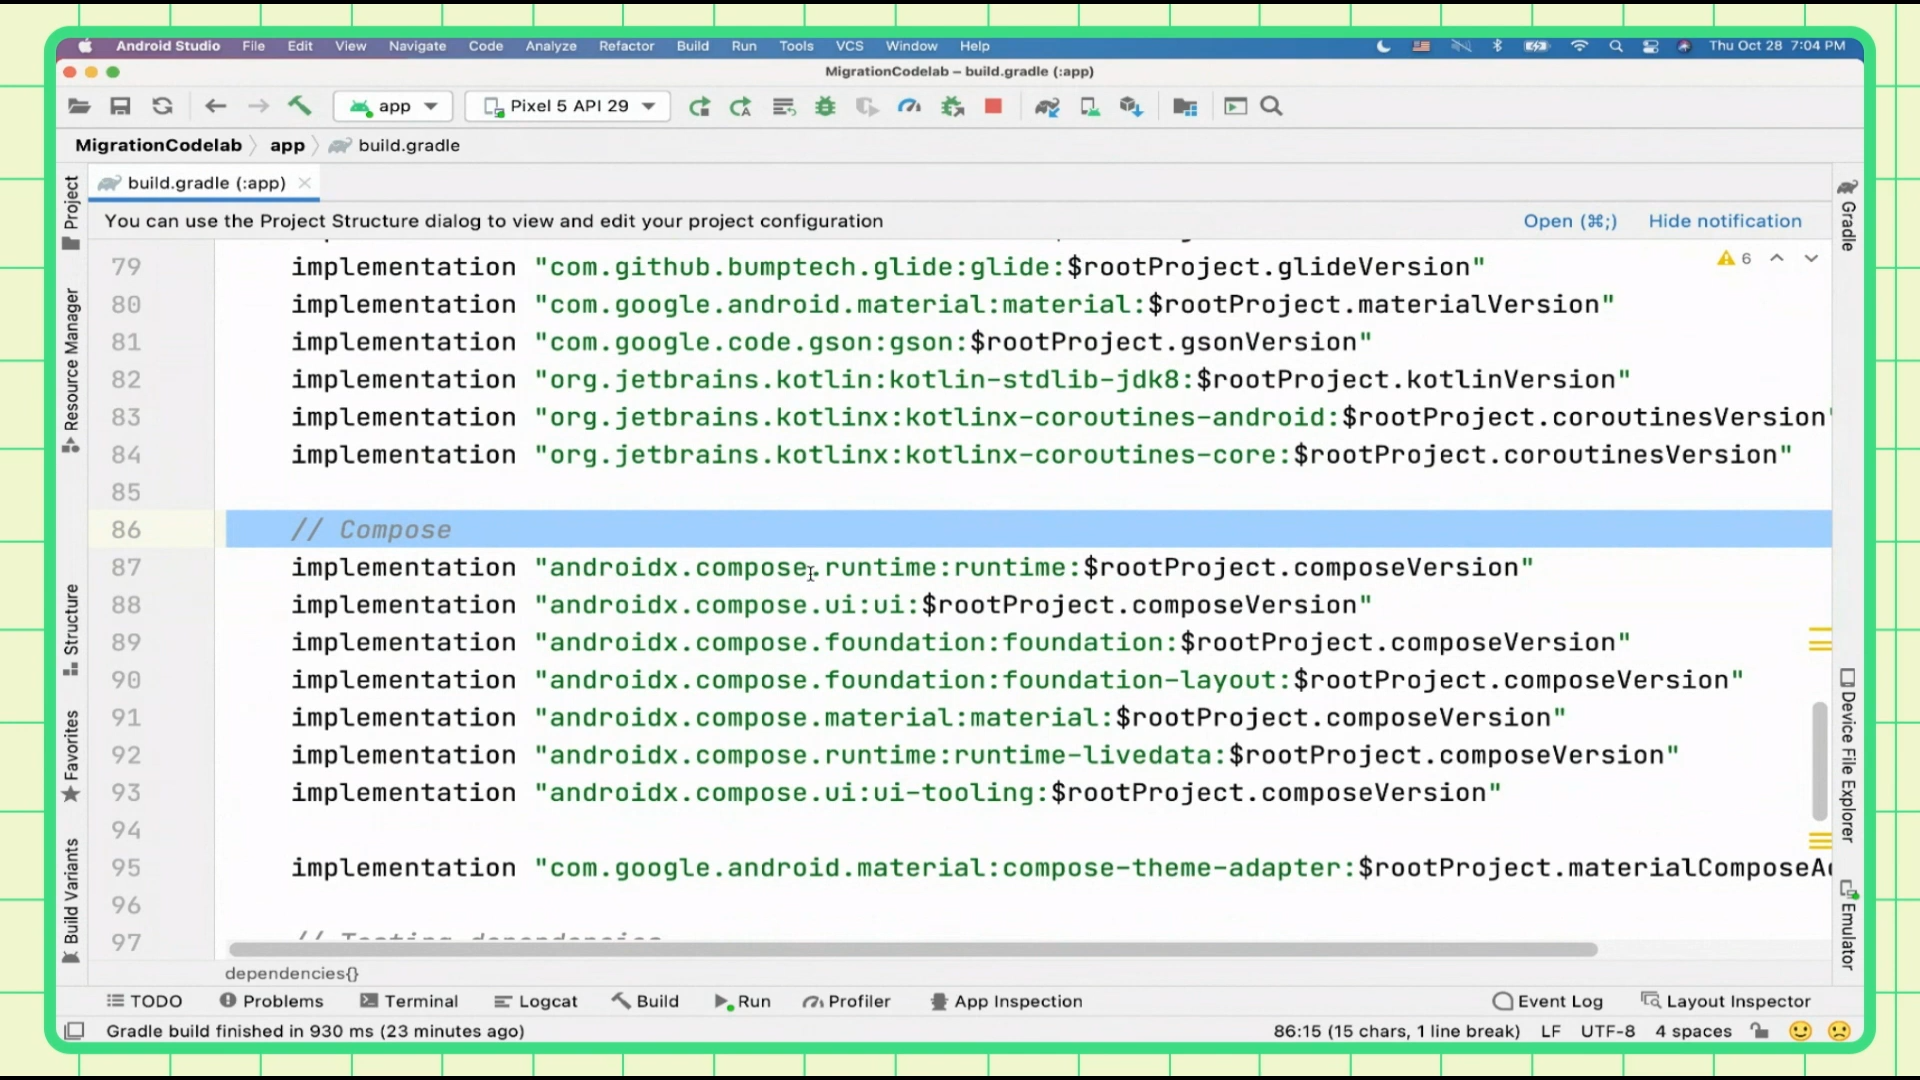 Android Studio File Edit View Navigate Code Analyze Refactor Build Run Tools VCS Window Help Thu Oct 28 7:04 PM
MigrationCodelab – build.gradle (:app)
app Pixel 5 API 29
MigrationCodelab app build.gradle
build.gradle (:app)
You can use the Project Structure dialog to view and edit your project configuration Open (⌘;) Hide notification
79 implementation "com.github.bumptech.glide:glide:$rootProject.glideVersion" 6
80 implementation "com.google.android.material:material:$rootProject.materialVersion"
81 implementation "com.google.code.gson:gson:$rootProject.gsonVersion"
82 implementation "org.jetbrains.kotlin:kotlin-stdlib-jdk8:$rootProject.kotlinVersion"
83 implementation "org.jetbrains.kotlinx:kotlinx-coroutines-android:$rootProject.coroutinesVersion"
84 implementation "org.jetbrains.kotlinx:kotlinx-coroutines-core:$rootProject.coroutinesVersion"
85
86 // Compose
87 implementation "androidx.compose.runtime:runtime:$rootProject.composeVersion"
88 implementation "androidx.compose.ui:ui:$rootProject.composeVersion"
89 implementation "androidx.compose.foundation:foundation:$rootProject.composeVersion"
90 implementation "androidx.compose.foundation:foundation-layout:$rootProject.composeVersion"
91 implementation "androidx.compose.material:material:$rootProject.composeVersion"
92 implementation "androidx.compose.runtime:runtime-livedata:$rootProject.composeVersion"
93 implementation "androidx.compose.ui:ui-tooling:$rootProject.composeVersion"
94
95 implementation "com.google.android.material:compose-theme-adapter:$rootProject.materialComposeA
96
97 // Testing dependencies
dependencies{}
Project
Resource Manager
Structure
Favorites
Build Variants
Gradle
Device File Explorer
Emulator
TODO Problems Terminal Logcat Build Run Profiler App Inspection Event Log Layout Inspector
Gradle build finished in 930 ms (23 minutes ago) 86:15 (15 chars, 1 line break) LF UTF-8 4 spaces